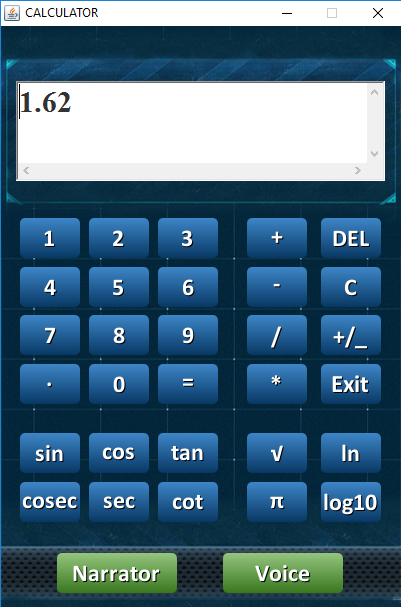 CALCULATOR
1.62
1 2 3 + DEL
4 5 6 - C
7 8 9 / +/_
. 0 = * Exit
sin cos tan √ ln
cosec sec cot π log10
Narrator Voice